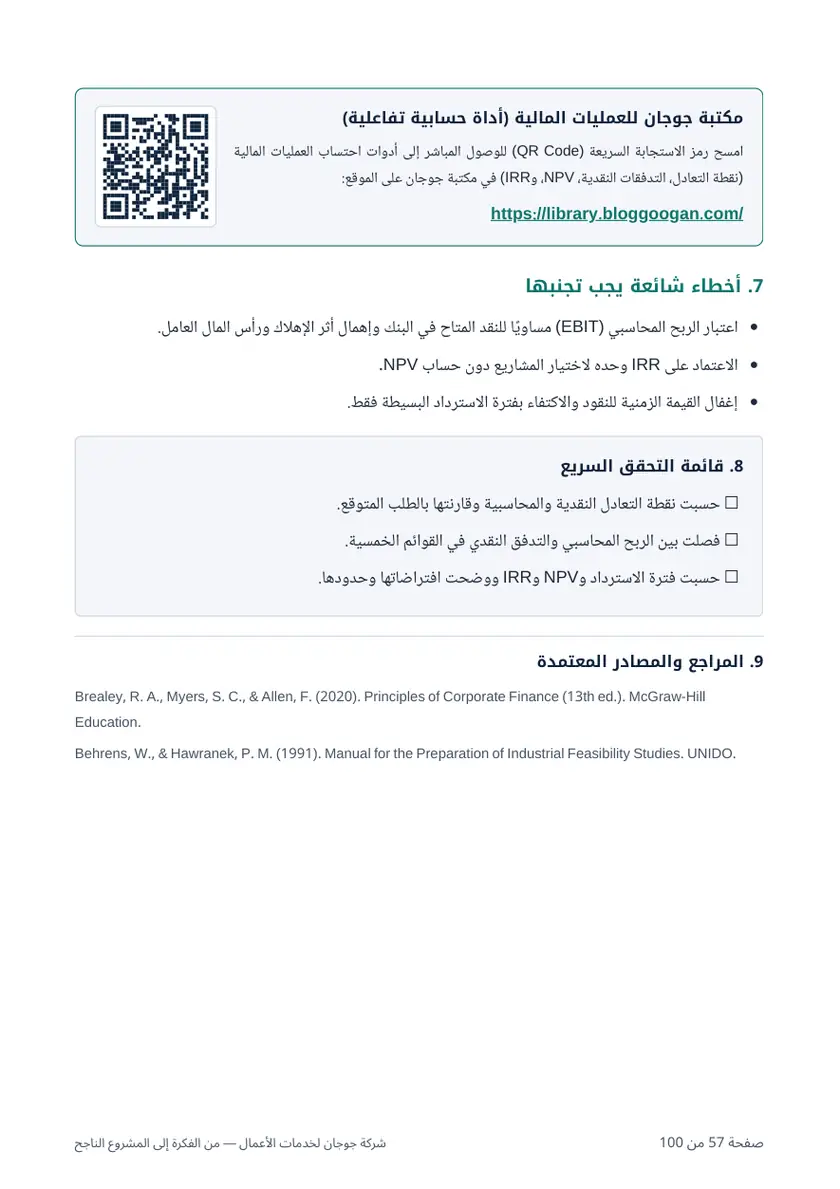 مكتبة جوجان للعمليات المالية (أداة حسابية تفاعلية)
امسح رمز الاستجابة السريعة (QR Code) للوصول المباشر إلى أدوات احتساب العمليات المالية
(نقطة التعادل، التدفقات النقدية، NPV، وIRR) في مكتبة جوجان على الموقع:
https://library.bloggoogan.com/
7. أخطاء شائعة يجب تجنبها
• اعتبار الربح المحاسبي (EBIT) مساويًا للنقد المتاح في البنك وإهمال أثر الإهلاك ورأس المال العامل.
• الاعتماد على IRR وحده لاختيار المشاريع دون حساب NPV.
• إغفال القيمة الزمنية للنقود والاكتفاء بفترة الاسترداد البسيطة فقط.
8. قائمة التحقق السريع
☐ حسبت نقطة التعادل النقدية والمحاسبية وقارنتها بالطلب المتوقع.
☐ فصلت بين الربح المحاسبي والتدفق النقدي في القوائم الخمسية.
☐ حسبت فترة الاسترداد وNPV وIRR ووضحت افتراضاتها وحدودها.
9. المراجع والمصادر المعتمدة
Brealey, R. A., Myers, S. C., & Allen, F. (2020). Principles of Corporate Finance (13th ed.). McGraw-Hill
Education.
Behrens, W., & Hawranek, P. M. (1991). Manual for the Preparation of Industrial Feasibility Studies. UNIDO.
صفحة 57 من 100
شركة جوجان لخدمات الأعمال — من الفكرة إلى المشروع الناجح